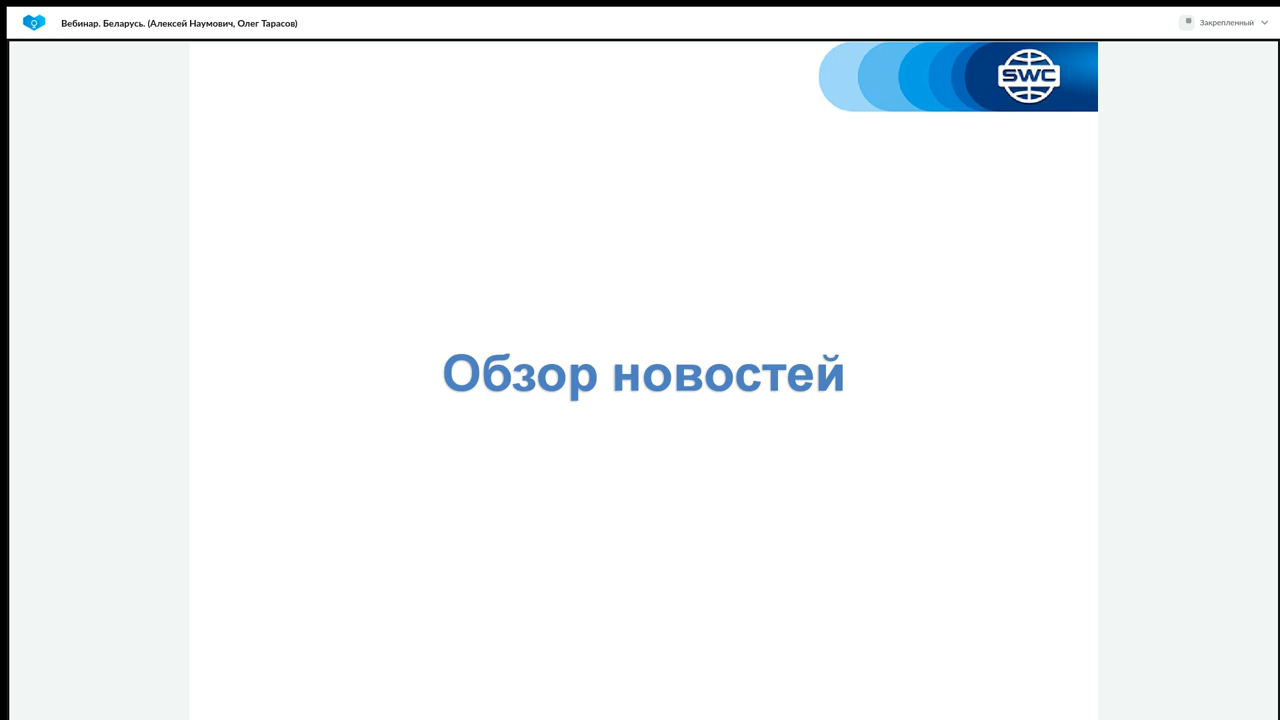 Вебинар. Беларусь. (Алексей Наумович, Олег Тарасов)
Закрепленный
SWC
Обзор новостей